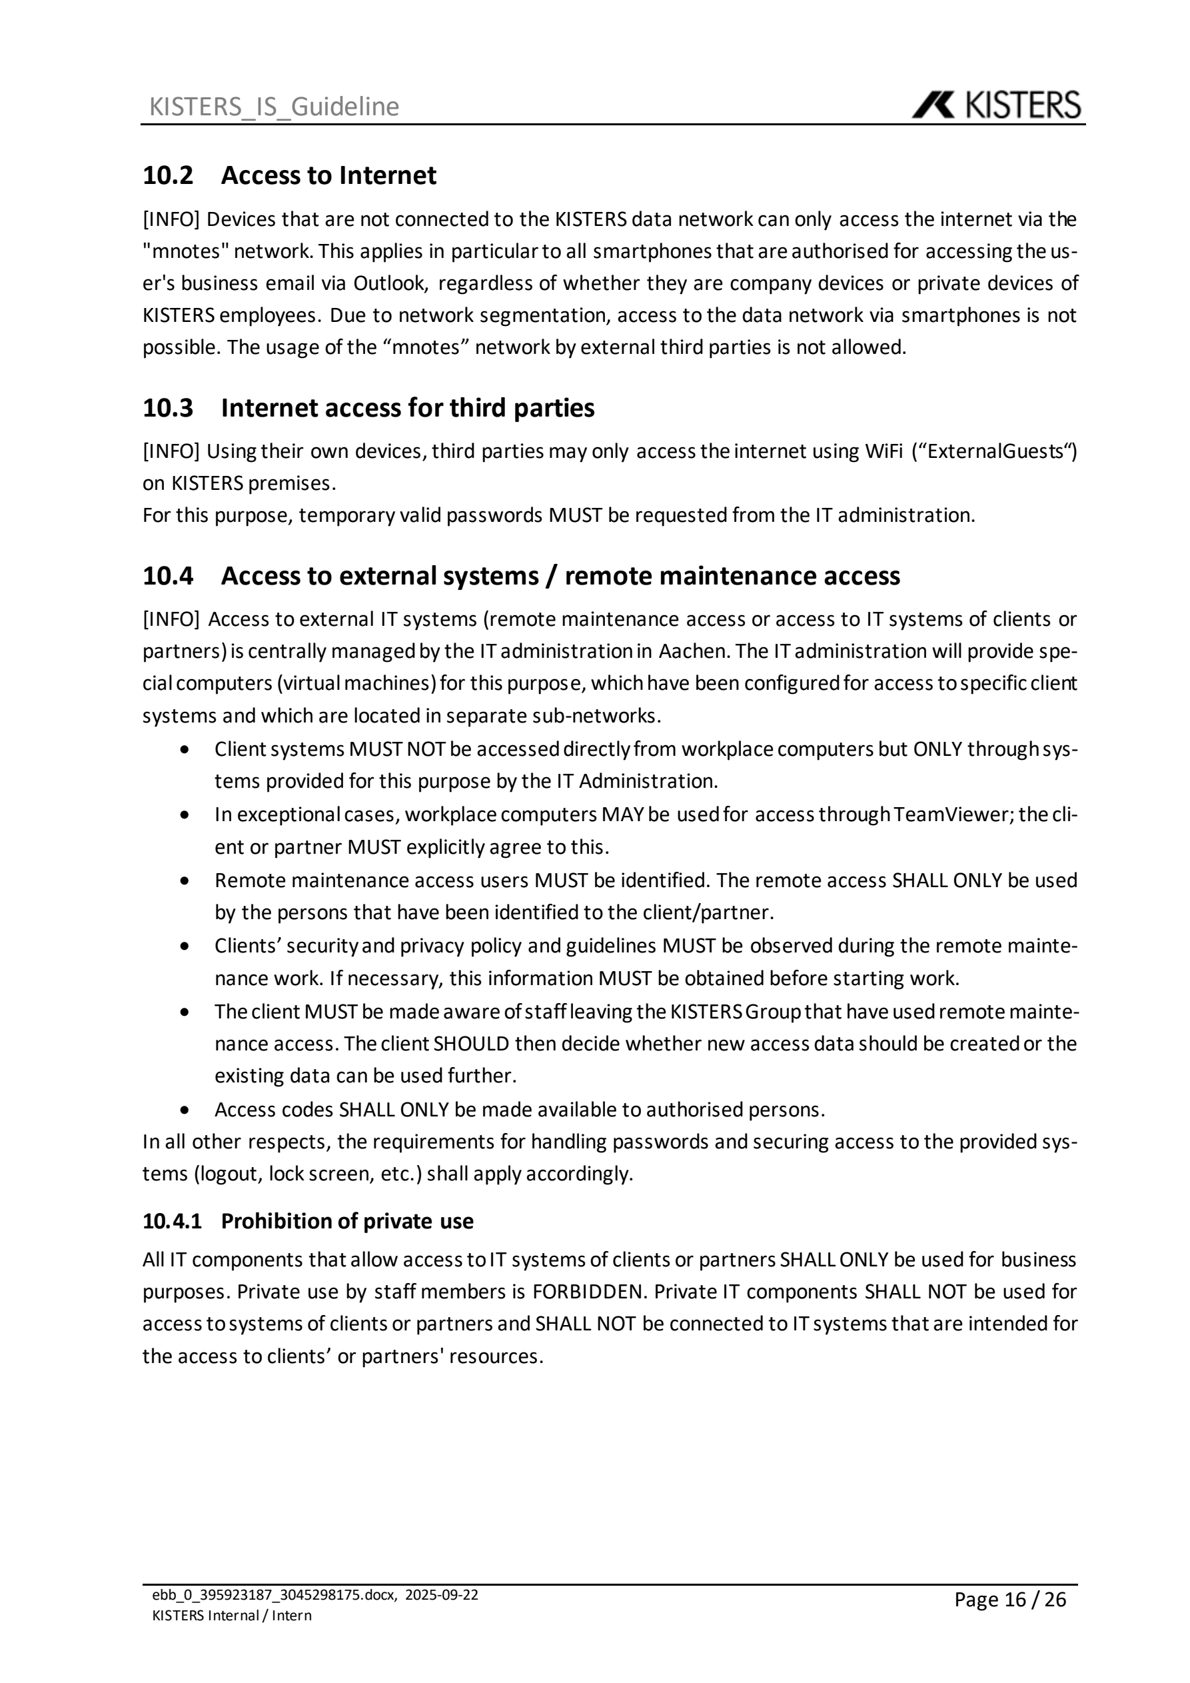 KISTERS_IS_Guideline
KISTERS
10.2 Access to Internet
[INFO] Devices that are not connected to the KISTERS data network can only access the internet via the
"mnotes" network. This applies in particular to all smartphones that are authorised for accessing the us-
er's business email via Outlook, regardless of whether they are company devices or private devices of
KISTERS employees. Due to network segmentation, access to the data network via smartphones is not
possible. The usage of the “mnotes” network by external third parties is not allowed.
10.3 Internet access for third parties
[INFO] Using their own devices, third parties may only access the internet using WiFi (“ExternalGuests“)
on KISTERS premises.
For this purpose, temporary valid passwords MUST be requested from the IT administration.
10.4 Access to external systems / remote maintenance access
[INFO] Access to external IT systems (remote maintenance access or access to IT systems of clients or
partners) is centrally managed by the IT administration in Aachen. The IT administration will provide spe-
cial computers (virtual machines) for this purpose, which have been configured for access to specific client
systems and which are located in separate sub-networks.
• Client systems MUST NOT be accessed directly from workplace computers but ONLY through sys-
tems provided for this purpose by the IT Administration.
• In exceptional cases, workplace computers MAY be used for access through TeamViewer; the cli-
ent or partner MUST explicitly agree to this.
• Remote maintenance access users MUST be identified. The remote access SHALL ONLY be used
by the persons that have been identified to the client/partner.
• Clients’ security and privacy policy and guidelines MUST be observed during the remote mainte-
nance work. If necessary, this information MUST be obtained before starting work.
• The client MUST be made aware of staff leaving the KISTERS Group that have used remote mainte-
nance access. The client SHOULD then decide whether new access data should be created or the
existing data can be used further.
• Access codes SHALL ONLY be made available to authorised persons.
In all other respects, the requirements for handling passwords and securing access to the provided sys-
tems (logout, lock screen, etc.) shall apply accordingly.
10.4.1 Prohibition of private use
All IT components that allow access to IT systems of clients or partners SHALL ONLY be used for business
purposes. Private use by staff members is FORBIDDEN. Private IT components SHALL NOT be used for
access to systems of clients or partners and SHALL NOT be connected to IT systems that are intended for
the access to clients’ or partners' resources.
ebb_0_395923187_3045298175.docx, 2025-09-22
Page 16 / 26
KISTERS Internal / Intern